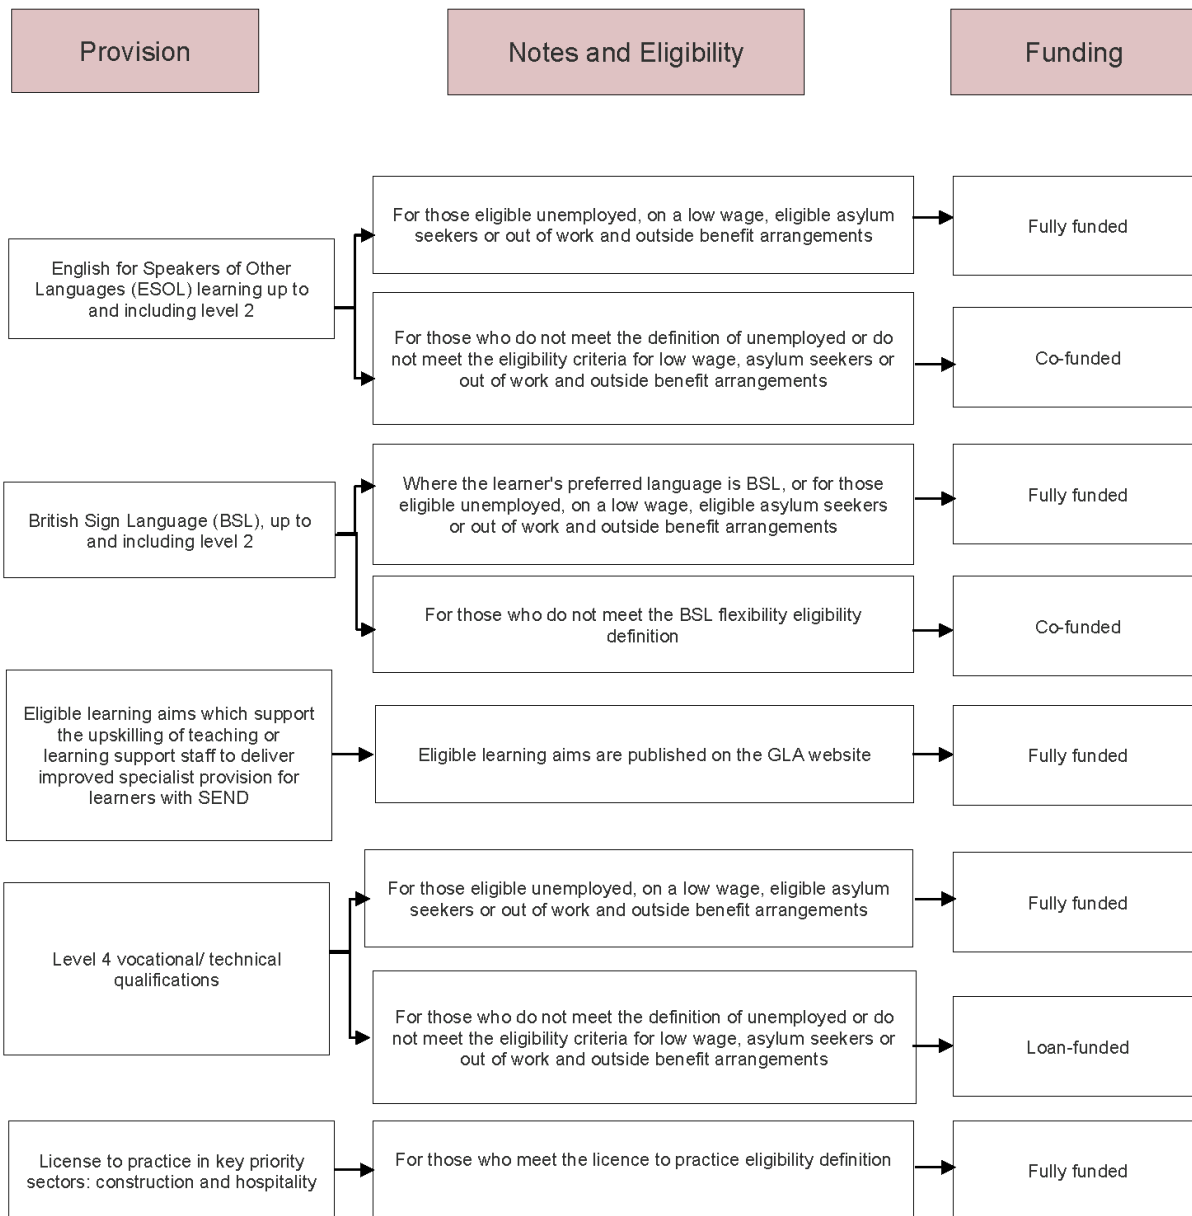 Provision
Notes and Eligibility
Funding
English for Speakers of Other
Languages (ESOL) learning up to
and including level 2
For those eligible unemployed, on a low wage, eligible asylum
seekers or out of work and outside benefit arrangements
Fully funded
For those who do not meet the definition of unemployed or do
not meet the eligibility criteria for low wage, asylum seekers or
out of work and outside benefit arrangements
Co-funded
British Sign Language (BSL), up to
and including level 2
Where the learner's preferred language is BSL, or for those
eligible unemployed, on a low wage, eligible asylum seekers
or out of work and outside benefit arrangements
Fully funded
For those who do not meet the BSL flexibility eligibility
definition
Co-funded
Eligible learning aims which support
the upskilling of teaching or
learning support staff to deliver
improved specialist provision for
learners with SEND
Eligible learning aims are published on the GLA website
Fully funded
Level 4 vocational/ technical
qualifications
For those eligible unemployed, on a low wage, eligible asylum
seekers or out of work and outside benefit arrangements
Fully funded
For those who do not meet the definition of unemployed or do
not meet the eligibility criteria for low wage, asylum seekers or
out of work and outside benefit arrangements
Loan-funded
License to practice in key priority
sectors: construction and hospitality
For those who meet the licence to practice eligibility definition
Fully funded